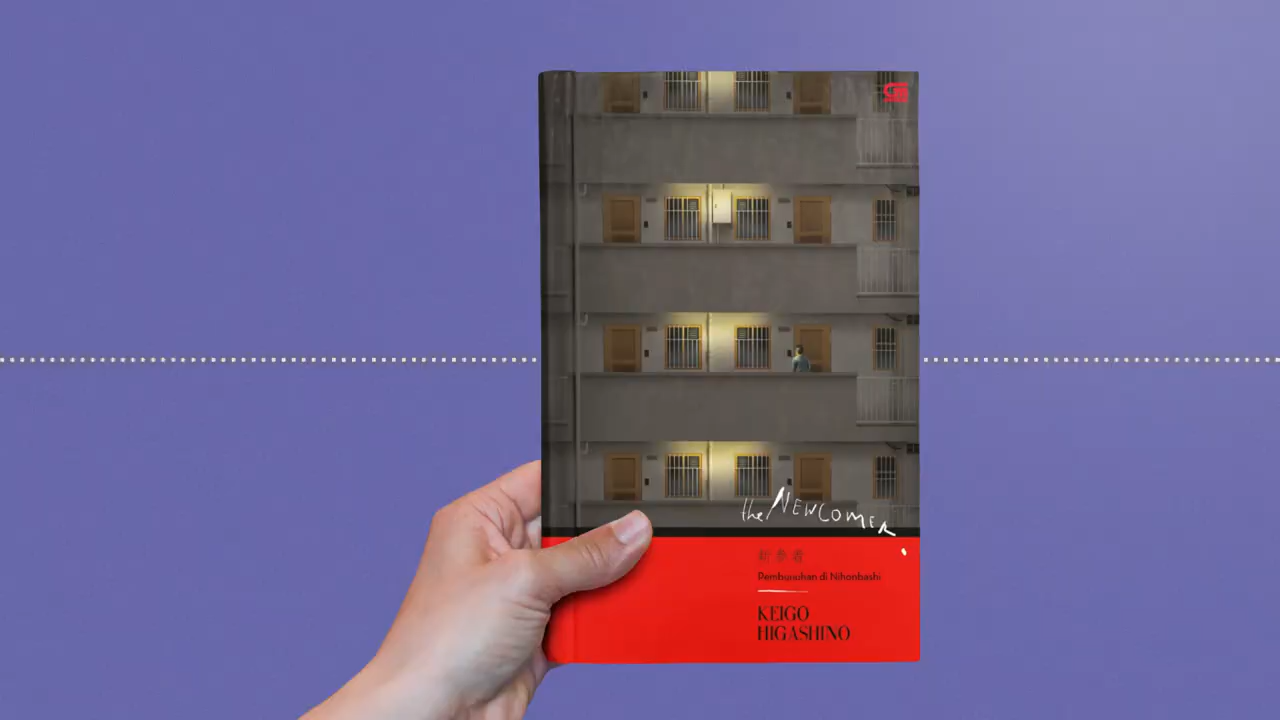 the NEWCOMER
新参者
Pembunuhan di Nihonbashi
KEIGO
HIGASHINO